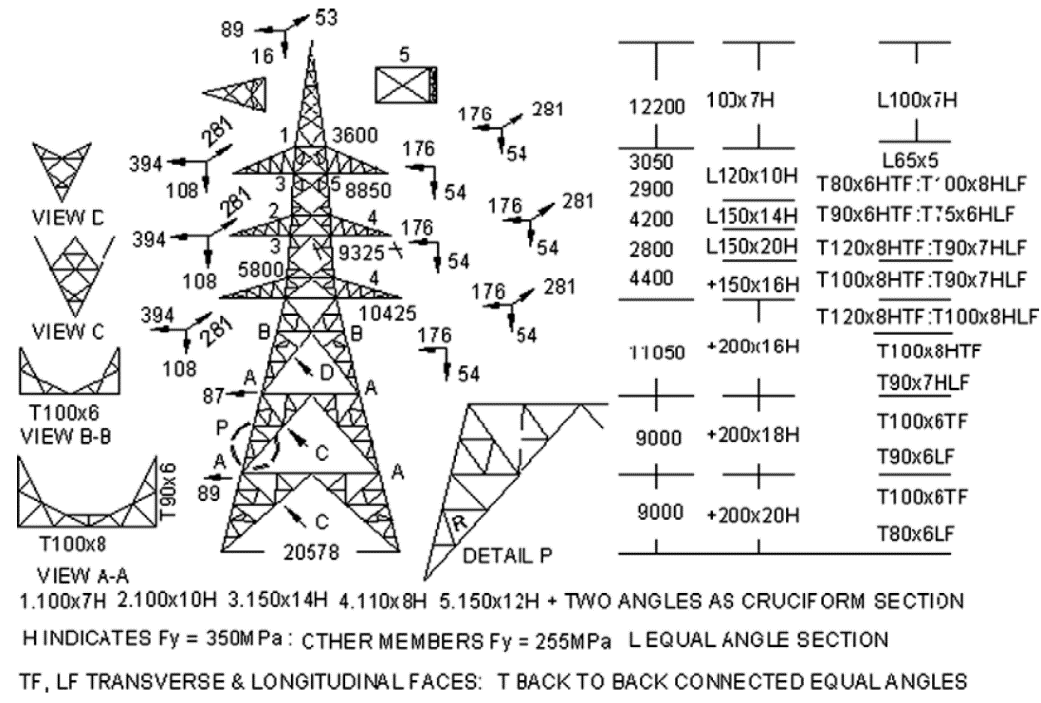 89 53
16
5
281
176 281
54
394
108
1 3600
176
54
12200 100x7H L100x7H
3 5 8850
3050 L65x5
2900 L120x10H T80x6HTF:T100x8HLF
VIEW D
281
394
108
2 4
3 9325
176 281
54
176
54
4200 L150x14H T90x6HTF:T75x6HLF
2800 L150x20H T120x8HTF:T90x7HLF
5800 4
10425
4400 +150x16H T100x8HTF:T90x7HLF
VIEW C
394
281
108
176 281
54
176
54
T120x8HTF:T100x8HLF
B B
D
11050 +200x16H T100x8HTF
T90x7HLF
T100x6
VIEW B-B
87 A A
P
C
9000 +200x18H T100x6TF
T90x6LF
A A
89
C
T90x6
T100x8
VIEW A-A
20578
R
DETAIL P
9000 +200x20H T100x6TF
T80x6LF
1.100x7H 2.100x10H 3.150x14H 4.110x8H 5.150x12H + TWO ANGLES AS CRUCIFORM SECTION
H INDICATES Fy = 350MPa: CTHER MEMBERS Fy = 255MPa L EQUAL ANGLE SECTION
TF, LF TRANSVERSE & LONGITUDINAL FACES: T BACK TO BACK CONNECTED EQUAL ANGLES